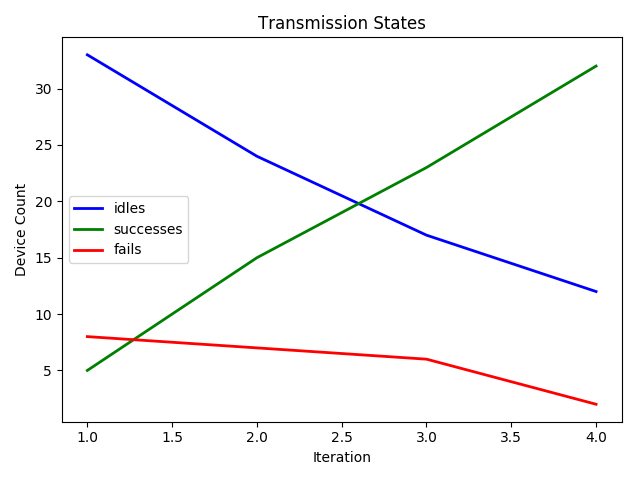 Transmission States
Device Count
30
25
20
15
10
5
idles
successes
fails
1.0 1.5 2.0 2.5 3.0 3.5 4.0
Iteration